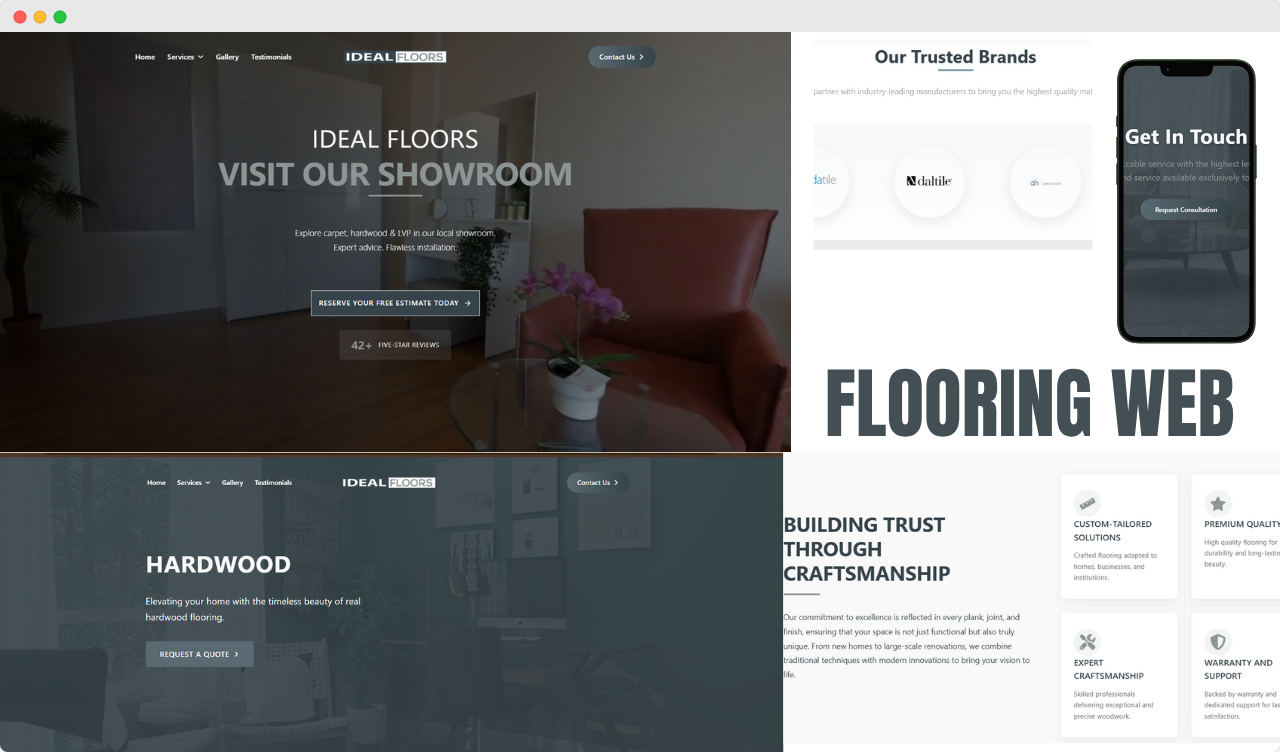 Home Services Gallery Testimonials
IDEAL FLOORS
Contact Us
IDEAL FLOORS
VISIT OUR SHOWROOM
Explore carpet, hardwood & LVP in our local showroom.
Expert advice. Flawless installation.
RESERVE YOUR FREE ESTIMATE TODAY
42+ FIVE-STAR REVIEWS
Our Trusted Brands
partner with industry-leading manufacturers to bring you the highest quality mat
datile
daltile
Get In Touch
ccable service with the highest le
nd service available exclusively to
Request Consultation
FLOORING WEB
Home Services Gallery Testimonials
IDEAL FLOORS
Contact Us
HARDWOOD
Elevating your home with the timeless beauty of real
hardwood flooring.
REQUEST A QUOTE
BUILDING TRUST
THROUGH
CRAFTSMANSHIP
Our commitment to excellence is reflected in every plank, joint, and
finish, ensuring that your space is not just functional but also truly
unique. From new homes to large-scale renovations, we combine
traditional techniques with modern innovations to bring your vision to
life.
CUSTOM-TAILORED
SOLUTIONS
Crafted flooring adapted to
homes, businesses, and
institutions.
PREMIUM QUALITY
High quality flooring for
durability and long-lastin
beauty.
EXPERT
CRAFTSMANSHIP
Skilled professionals
delivering exceptional and
precise woodwork.
WARRANTY AND
SUPPORT
Backed by warranty and
dedicated support for las
satisfaction.